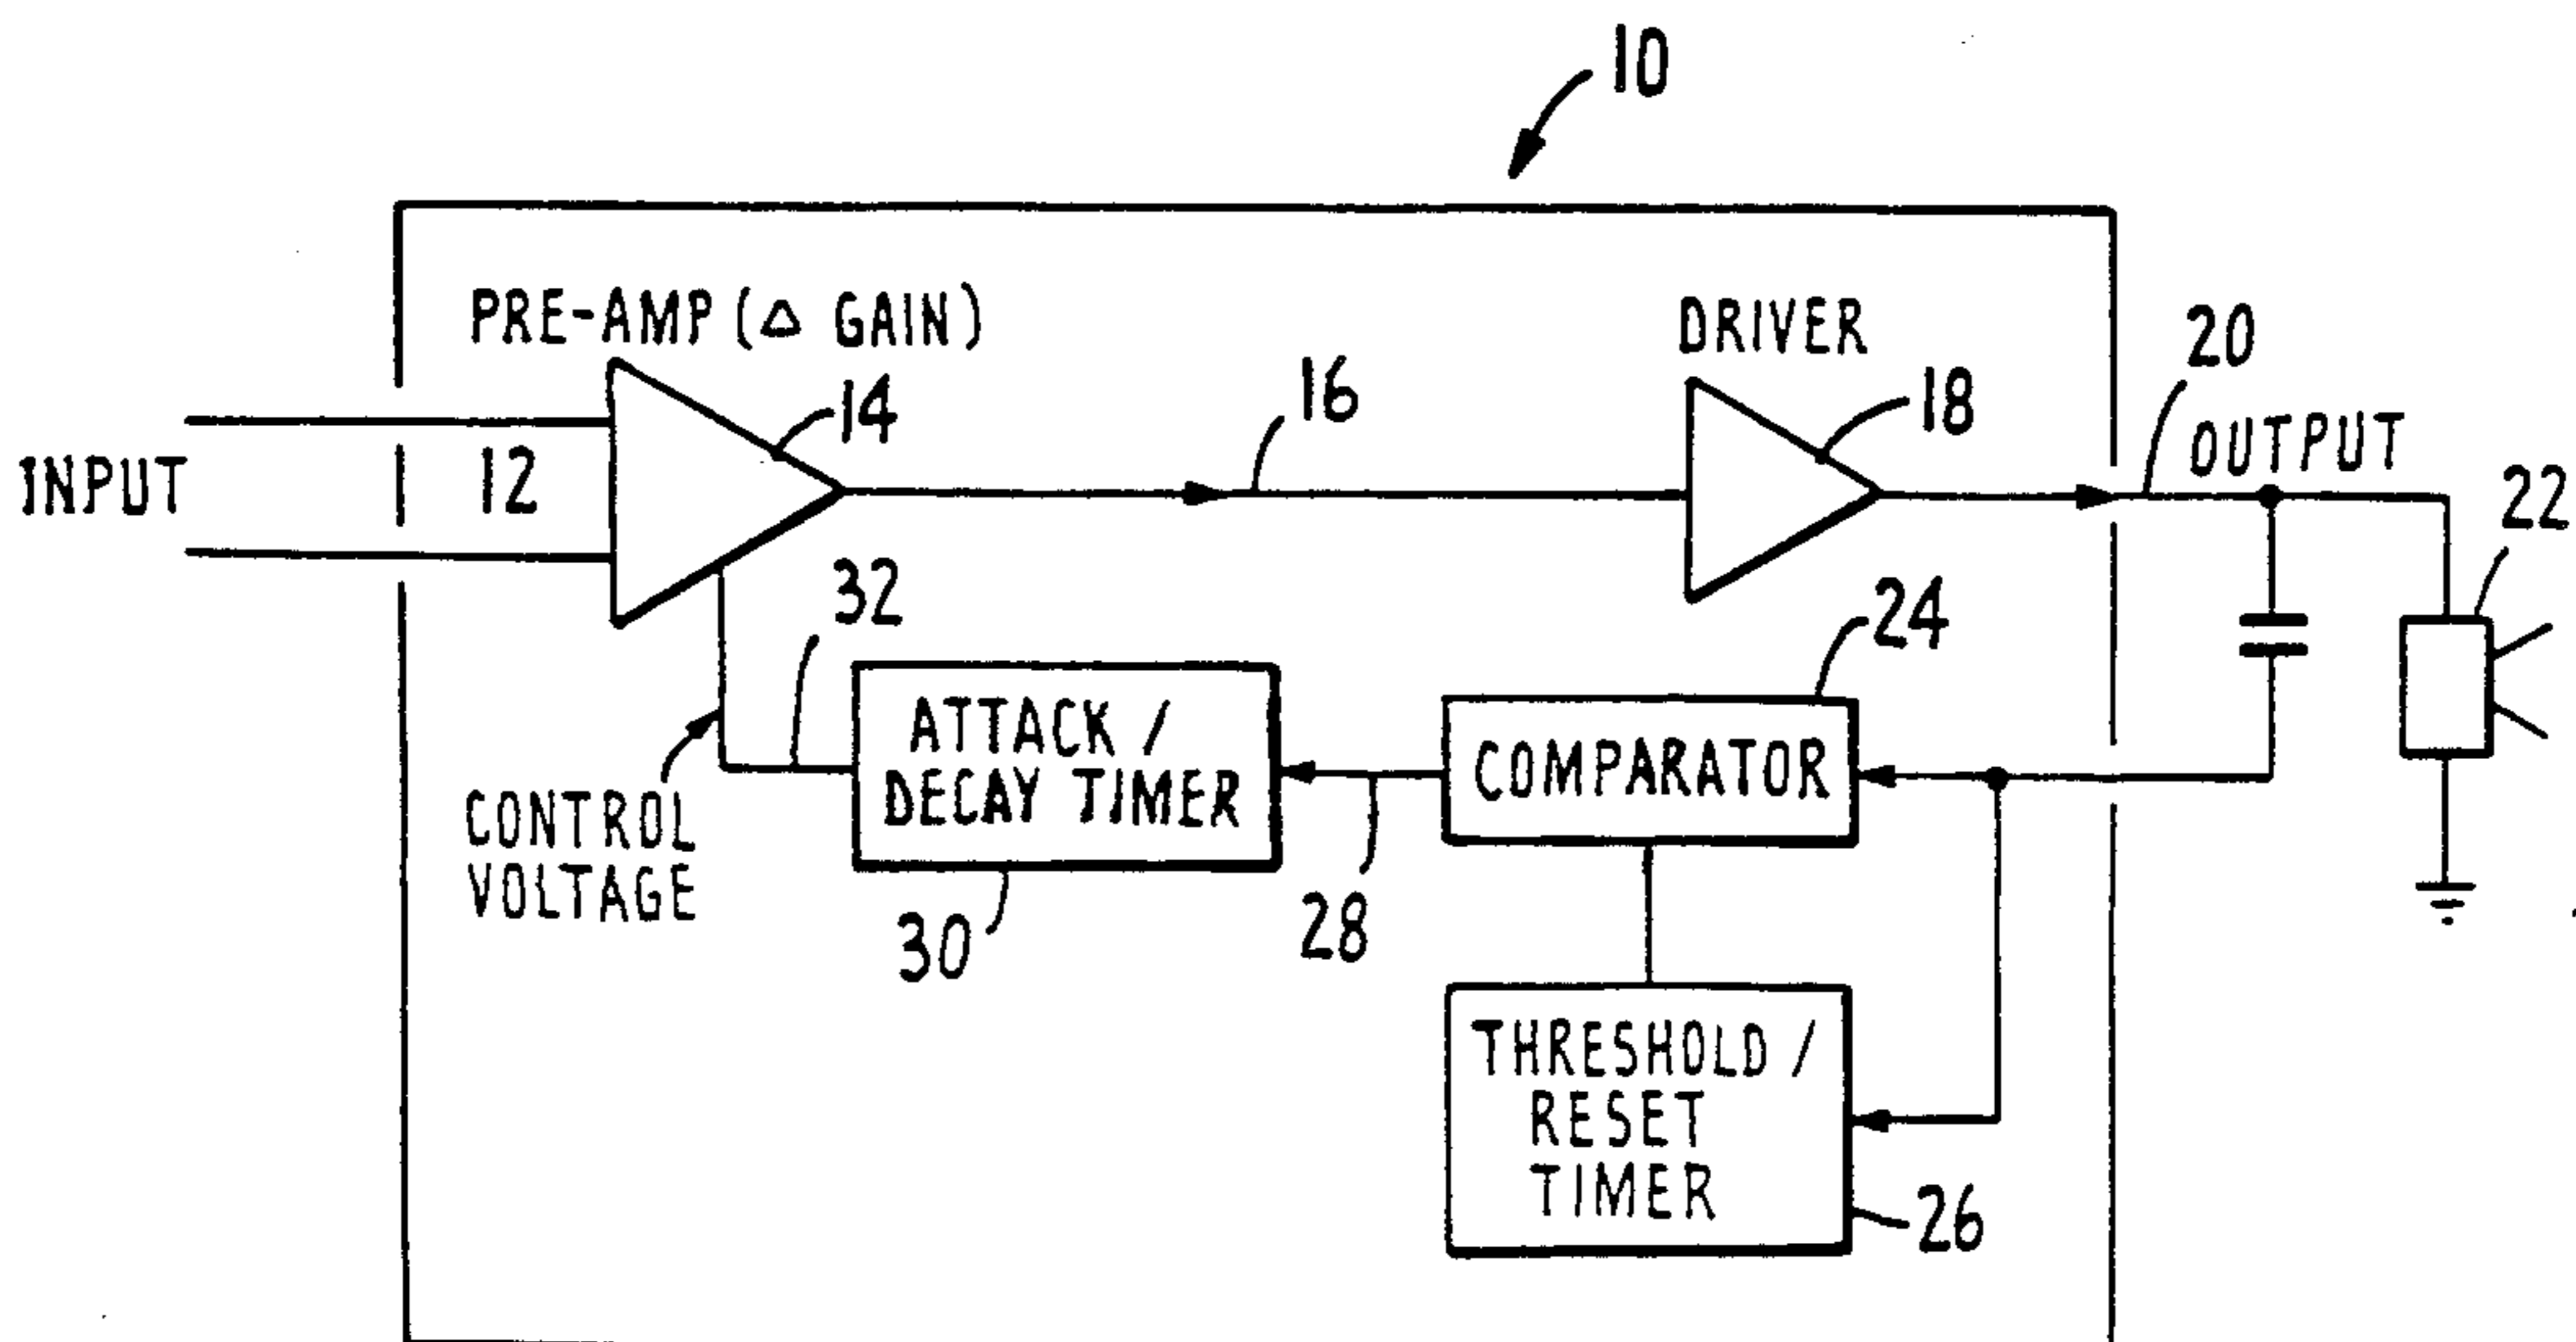 10
PRE-AMP (Δ GAIN)
DRIVER
20
14
16
18
OUTPUT
INPUT
12
22
32
24
ATTACK /
DECAY TIMER
COMPARATOR
CONTROL
VOLTAGE
30
28
THRESHOLD /
RESET
TIMER
26